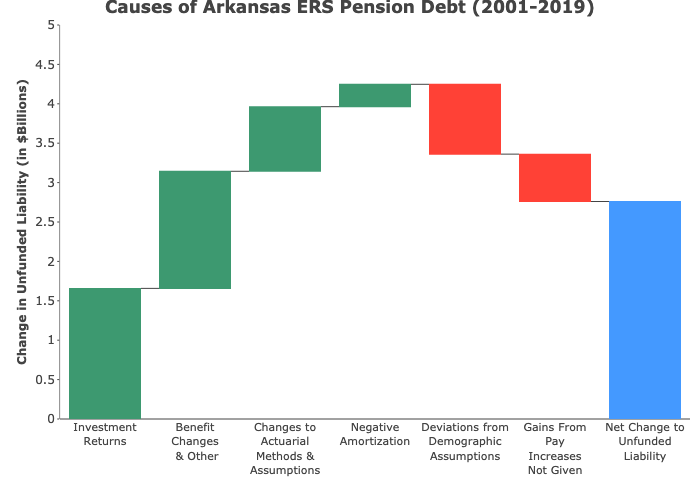 Causes of Arkansas ERS Pension Debt (2001-2019)
Change in Unfunded Liability (in $Billions)
5
4.5
4
3.5
3
2.5
2
1.5
1
0.5
0
Investment
Returns
Benefit
Changes
& Other
Changes to
Actuarial
Methods &
Assumptions
Negative
Amortization
Deviations from
Demographic
Assumptions
Gains From
Pay
Increases
Not Given
Net Change to
Unfunded
Liability